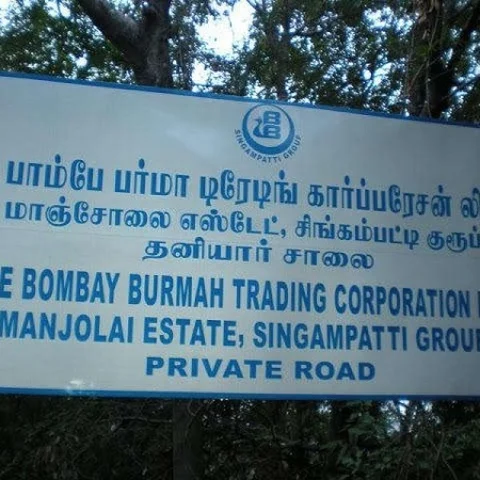 BB
SINGAMPATTI GROUP
பாம்பே பர்மா டிரேடிங் கார்ப்பரேசன் லி
மாஞ்சோலை எஸ்டேட், சிங்கம்பட்டி குரூப்
தனியார் சாலை
E BOMBAY BURMAH TRADING CORPORATION
MANJOLAI ESTATE, SINGAMPATTI GROUP
PRIVATE ROAD